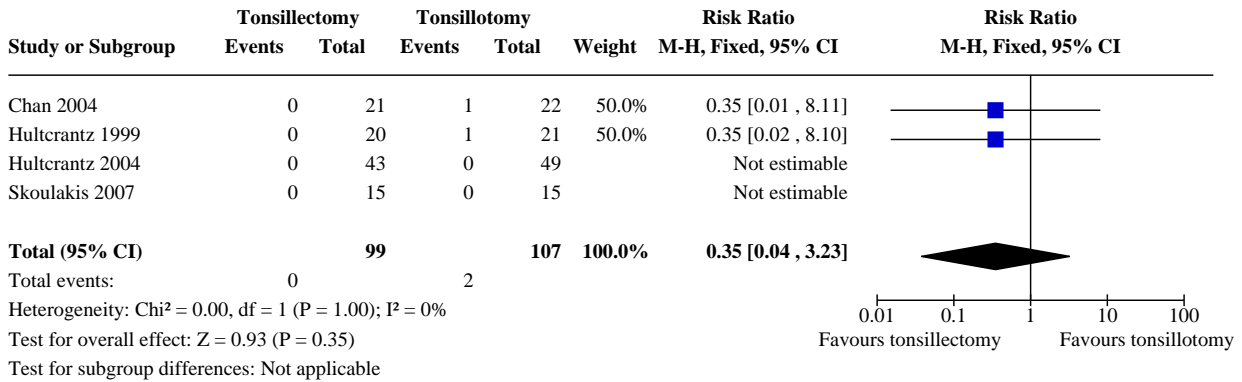 Tonsillectomy Tonsillotomy Risk Ratio Risk Ratio
Study or Subgroup Events Total Events Total Weight M-H, Fixed, 95% CI M-H, Fixed, 95% CI
Chan 2004 0 21 1 22 50.0% 0.35 [0.01 , 8.11]
Hultcrantz 1999 0 20 1 21 50.0% 0.35 [0.02 , 8.10]
Hultcrantz 2004 0 43 0 49 Not estimable
Skoulakis 2007 0 15 0 15 Not estimable
Total (95% CI) 99 107 100.0% 0.35 [0.04 , 3.23]
Total events: 0 2
Heterogeneity: Chi² = 0.00, df = 1 (P = 1.00); I² = 0%
0.01 0.1 1 10 100
Test for overall effect: Z = 0.93 (P = 0.35)
Favours tonsillectomy Favours tonsillotomy
Test for subgroup differences: Not applicable